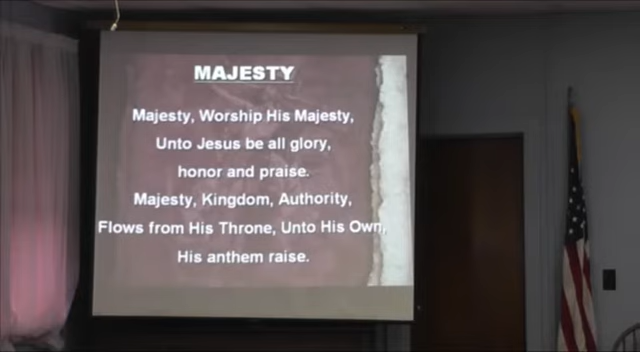 MAJESTY
Majesty, Worship His Majesty,
Unto Jesus be all glory,
honor and praise.
Majesty, Kingdom, Authority,
Flows from His Throne, Unto His Own,
His anthem raise.